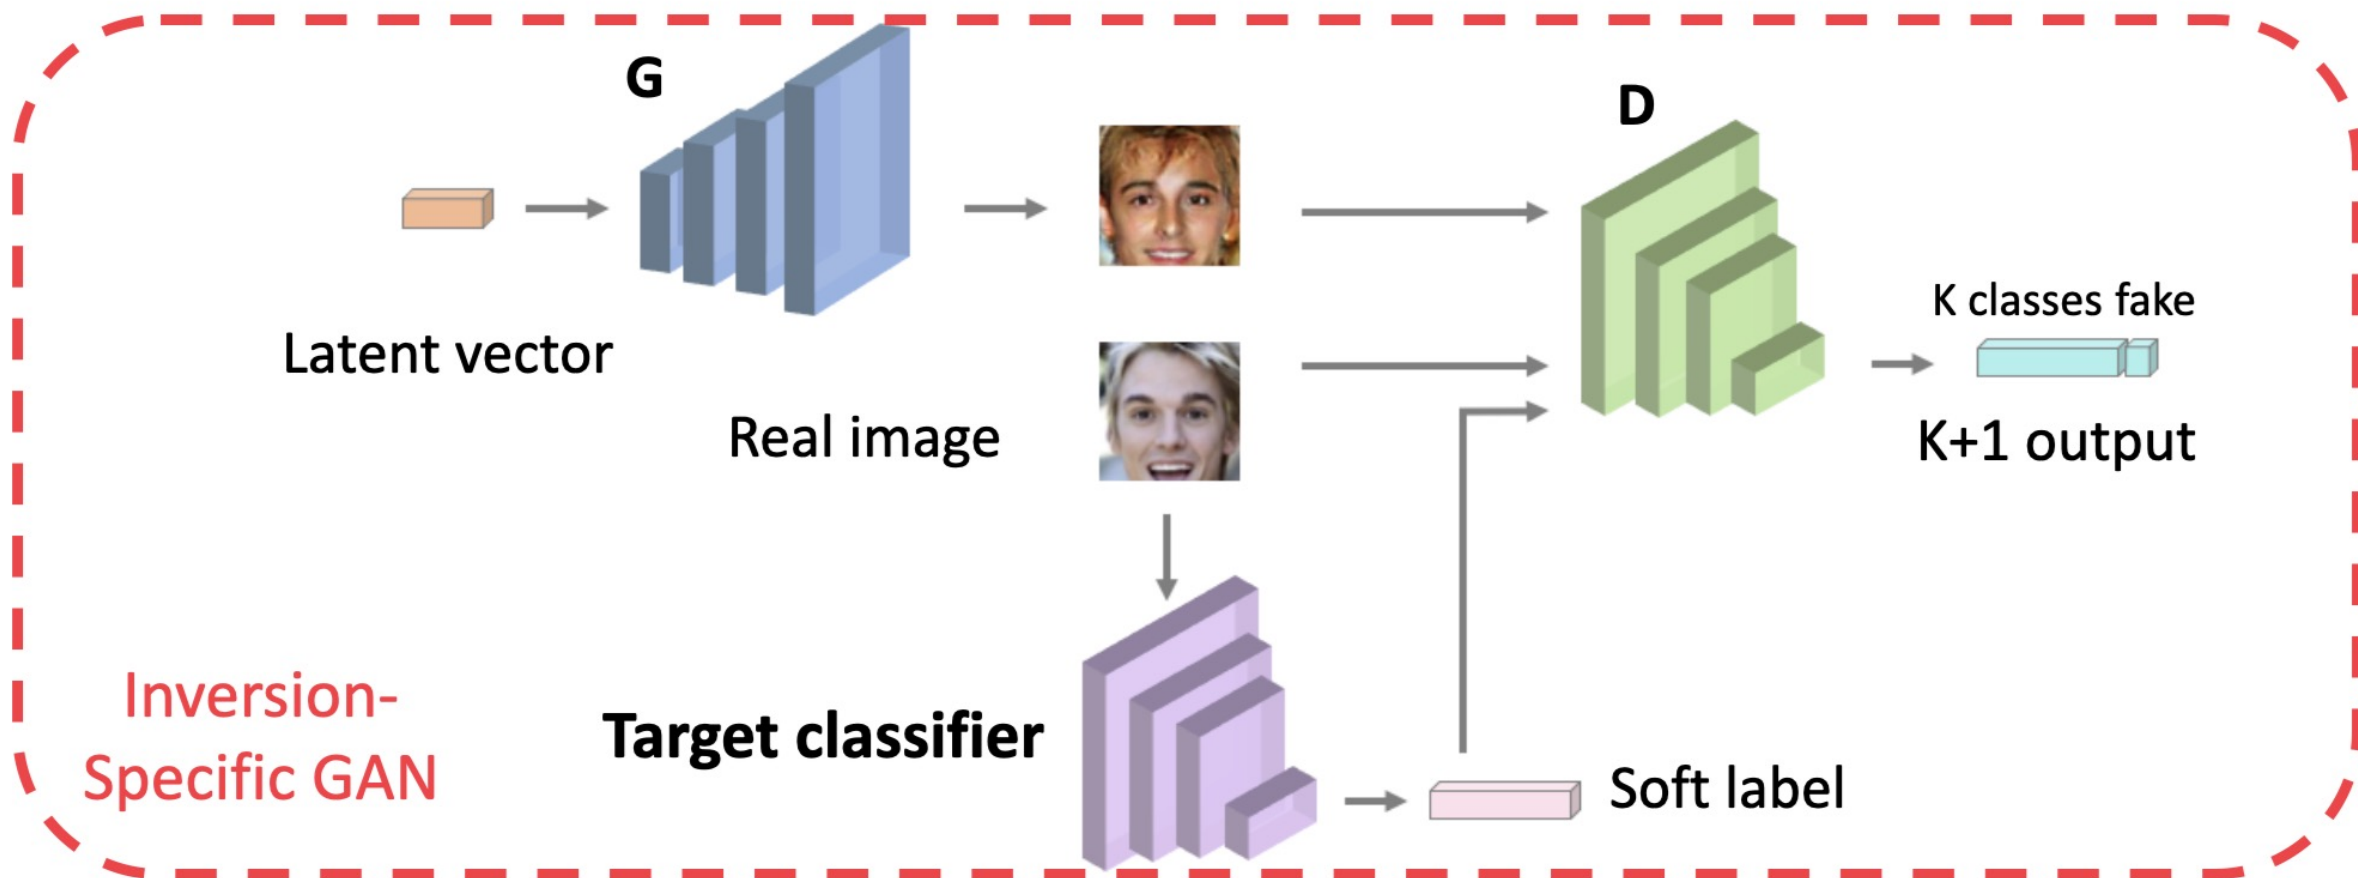 G
D
K classes fake
Latent vector
Real image
K+1 output
Inversion-
Specific GAN
Target classifier
Soft label